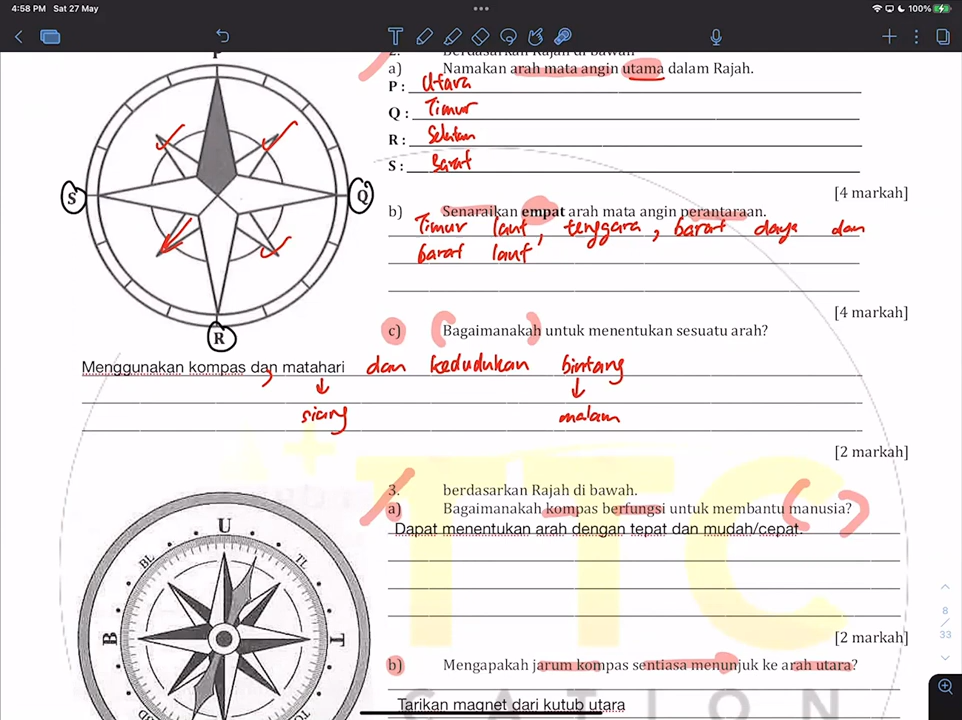 4:58 PM Sat 27 May
100%
a) Namakan arah mata angin utama dalam Rajah.
P : Utara
Q : Timur
R : Selatan
S : Barat
[4 markah]
b) Senaraikan empat arah mata angin perantaraan.
Timur laut, tenggara, barat daya dan
barat laut
[4 markah]
S
Q
R
c) Bagaimanakah untuk menentukan sesuatu arah?
Menggunakan kompas dan matahari , dan kedudukan bintang
siang malam
[2 markah]
3. berdasarkan Rajah di bawah.
a) Bagaimanakah kompas berfungsi untuk membantu manusia?
Dapat menentukan arah dengan tepat dan mudah/cepat.
[2 markah]
b) Mengapakah jarum kompas sentiasa menunjuk ke arah utara?
Tarikan magnet dari kutub utara
U
BL
TL
B
T
8
/
33
A+
TTC
CATION